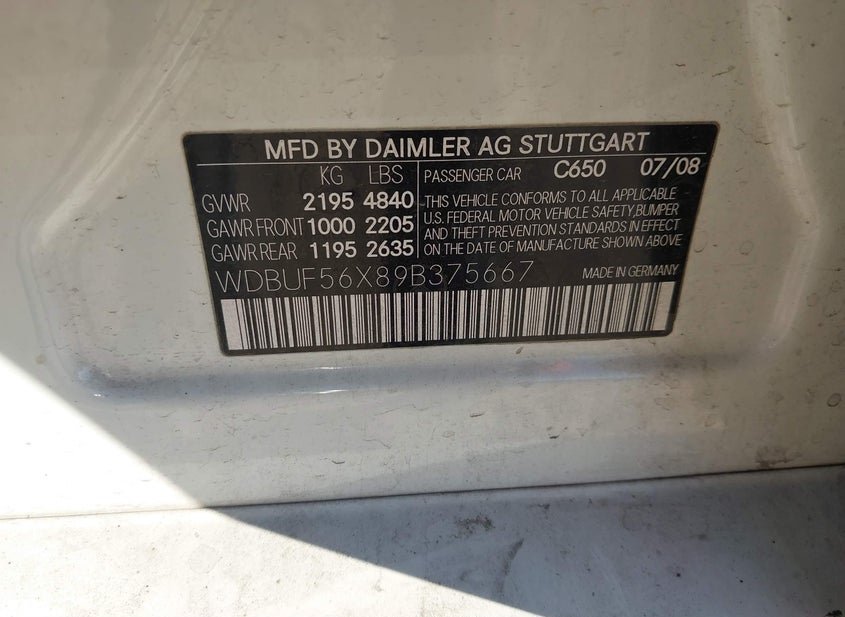 MFD BY DAIMLER AG STUTTGART
KG LBS
GVWR 2195 4840
GAWR FRONT 1000 2205
GAWR REAR 1195 2635
PASSENGER CAR C650 07/08
THIS VEHICLE CONFORMS TO ALL APPLICABLE
U.S. FEDERAL MOTOR VEHICLE SAFETY,BUMPER
AND THEFT PREVENTION STANDARDS IN EFFECT
ON THE DATE OF MANUFACTURE SHOWN ABOVE
WDBUF56X89B375667
MADE IN GERMANY